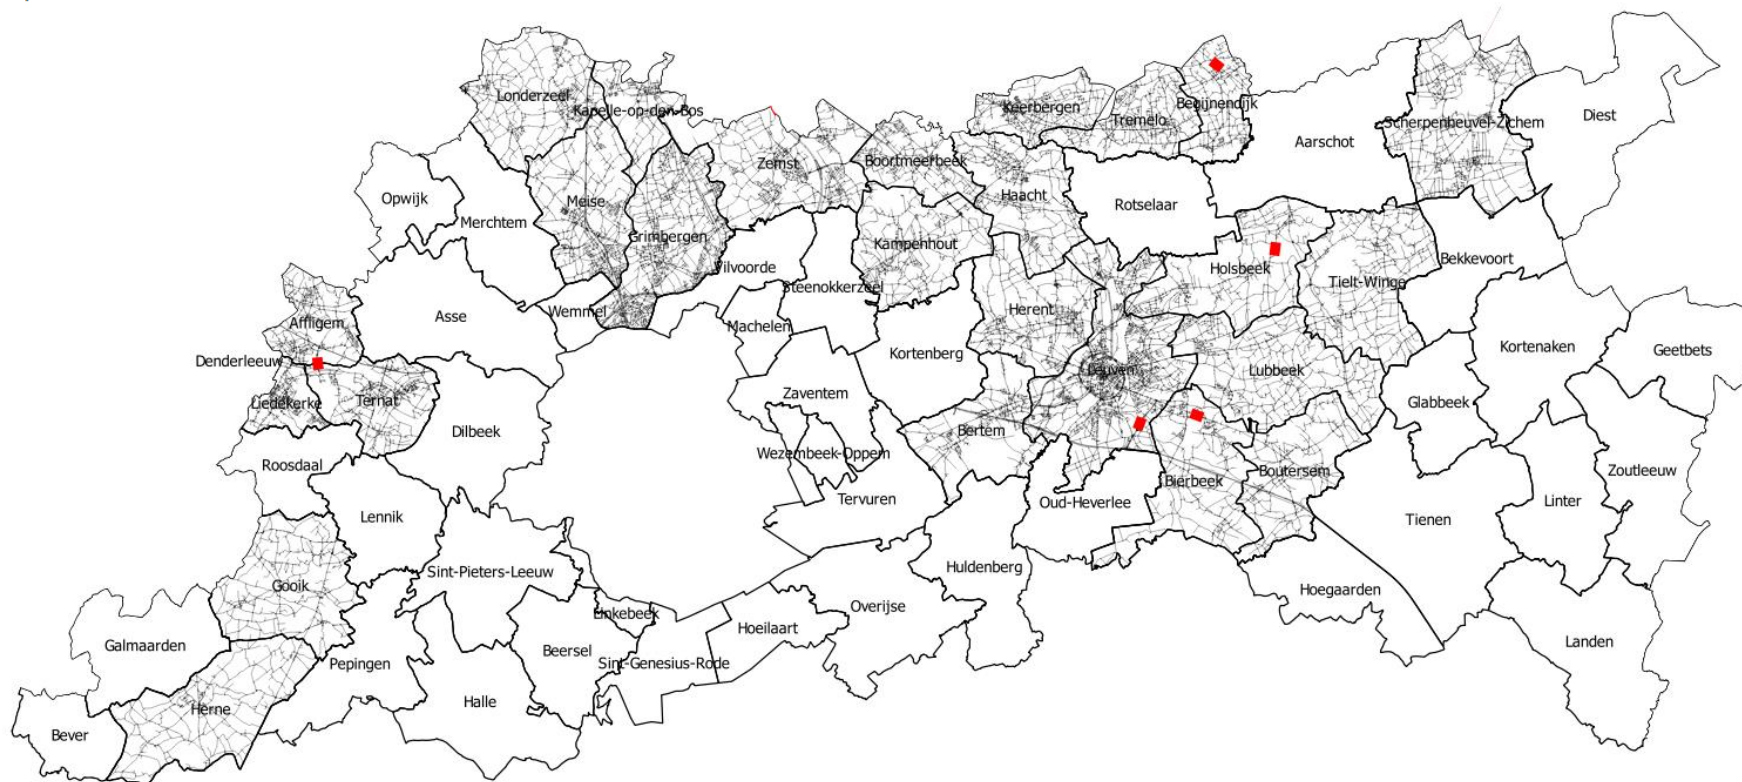 Londerzeel
Kapelle-op-den-Bos
Keerbergen
Begijnendijk
Tremelo
Scherpenheuvel-Zichem
Diest
Aarschot
Zemst
Boortmeerbeek
Haacht
Rotselaar
Opwijk
Merchtem
Meise
Grimbergen
Kampenhout
Holsbeek
Tielt-Winge
Bekkevoort
Vilvoorde
Steenokkerzeel
Herent
Affligem
Asse
Wemmel
Machelen
Kortenberg
Kortenaken
Geetbets
Denderleeuw
Leuven
Lubbeek
Liedekerke
Ternat
Zaventem
Glabbeek
Dilbeek
Bertem
Wezembeek-Oppem
Roosdaal
Boutersem
Zoutleeuw
Bierbeek
Tervuren
Oud-Heverlee
Linter
Lennik
Tienen
Sint-Pieters-Leeuw
Huldenberg
Gooik
Hoegaarden
Overijse
Linkebeek
Hoeilaart
Landen
Galmaarden
Beersel
Pepingen
Sint-Genesius-Rode
Halle
Herne
Bever